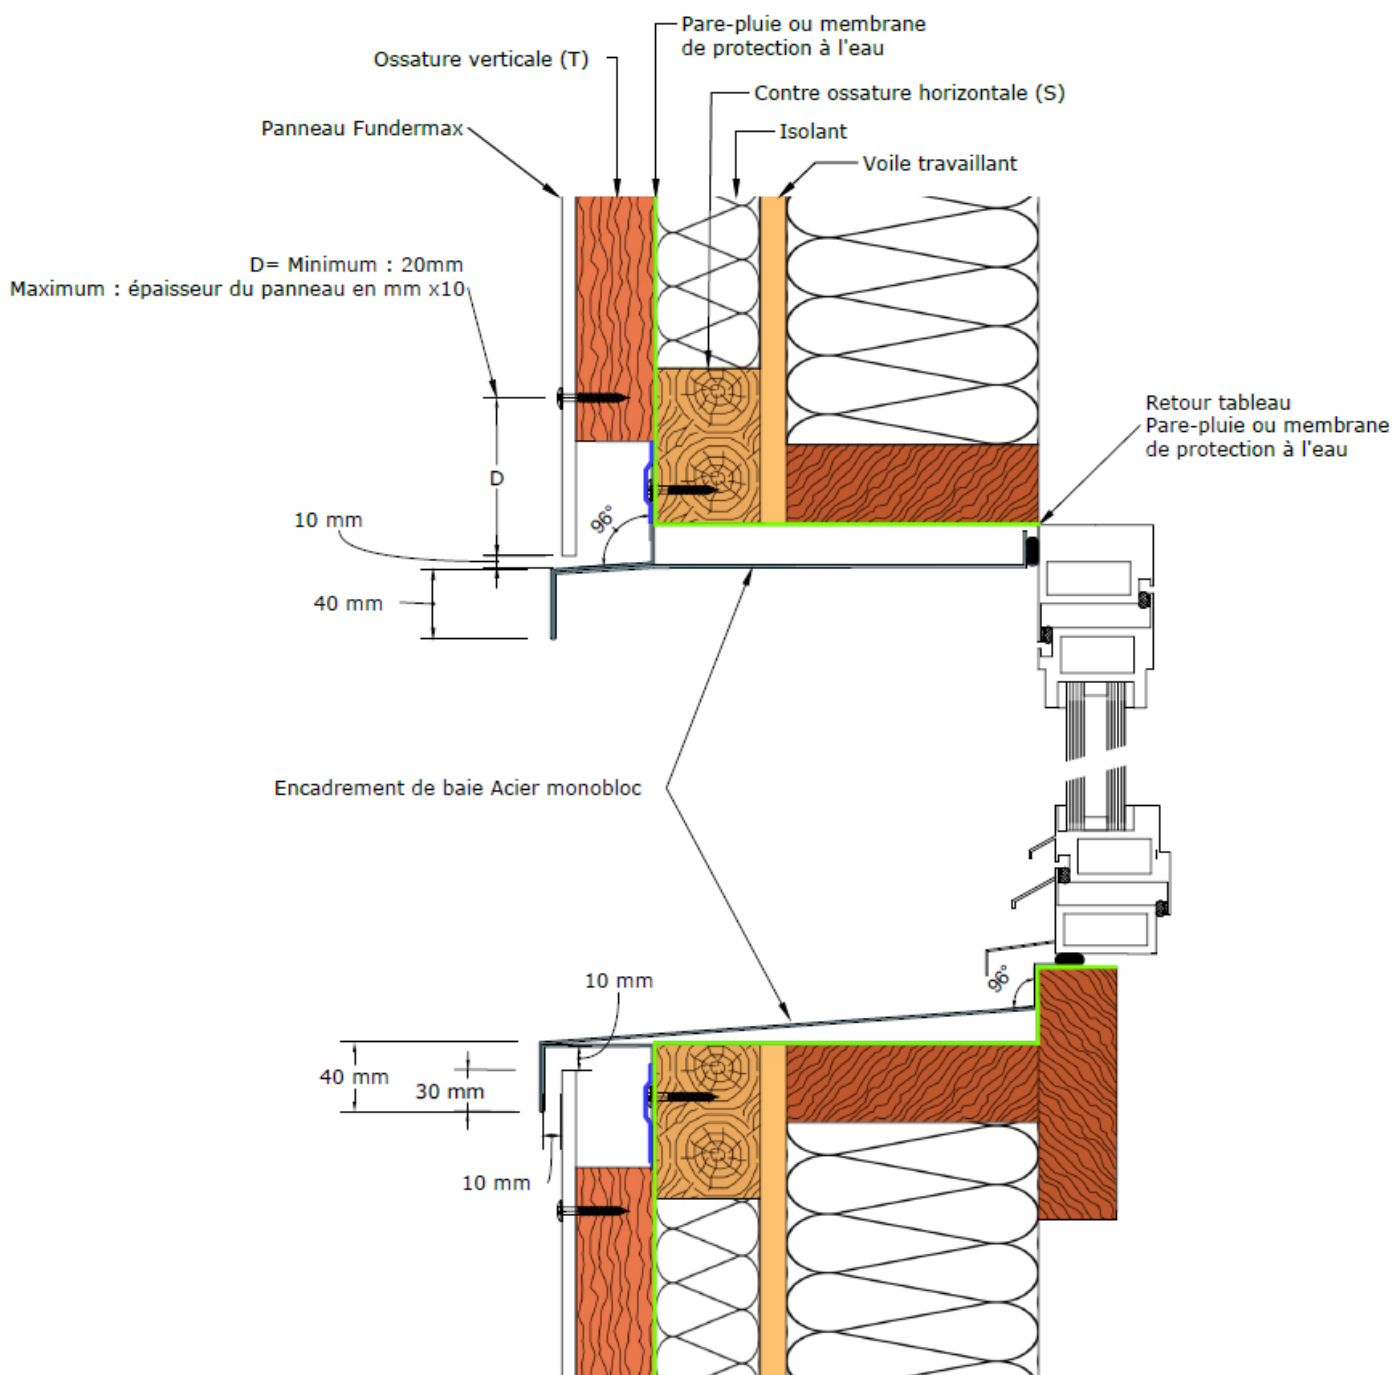 Pare-pluie ou membrane
de protection à l'eau
Ossature verticale (T)
Contre ossature horizontale (S)
Panneau Fundermax
Isolant
Voile travaillant
D= Minimum : 20mm
Maximum : épaisseur du panneau en mm x10
Retour tableau
Pare-pluie ou membrane
de protection à l'eau
D
10 mm
96°
40 mm
Encadrement de baie Acier monobloc
96°
10 mm
40 mm
30 mm
10 mm